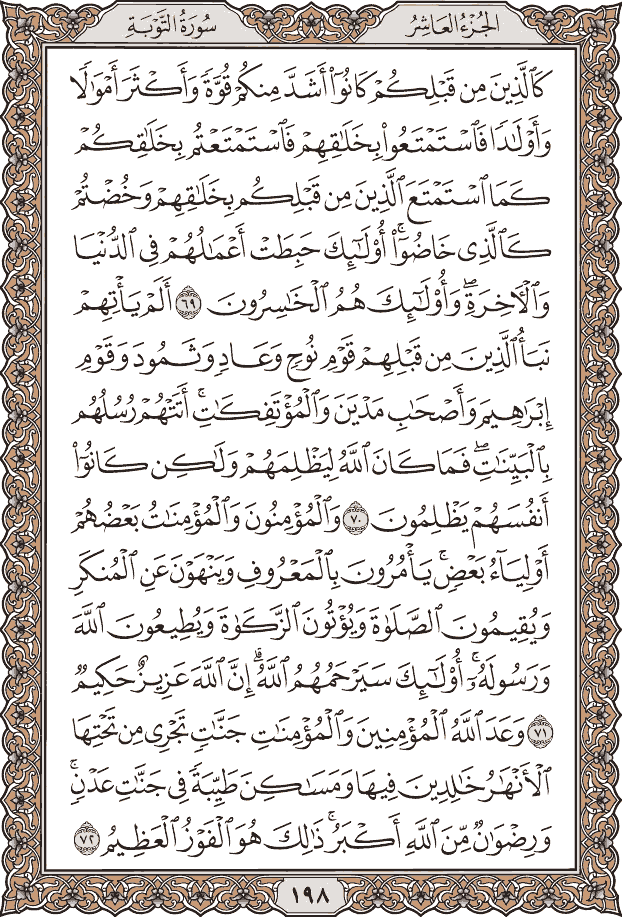 الجُزْءُ العَاشِرُ
سُورَةُ التَّوْبَةِ
كَٱلَّذِينَ مِن قَبْلِكُمْ كَانُوٓا۟ أَشَدَّ مِنكُمْ قُوَّةً وَأَكْثَرَ أَمْوَٰلًا
وَأَوْلَٰدًا فَٱسْتَمْتَعُوا۟ بِخَلَٰقِهِمْ فَٱسْتَمْتَعْتُم بِخَلَٰقِكُمْ
كَمَا ٱسْتَمْتَعَ ٱلَّذِينَ مِن قَبْلِكُم بِخَلَٰقِهِمْ وَخُضْتُمْ
كَٱلَّذِى خَاضُوٓا۟ ۚ أُو۟لَٰٓئِكَ حَبِطَتْ أَعْمَٰلُهُمْ فِى ٱلدُّنْيَا
وَٱلْءَاخِرَةِ ۖ وَأُو۟لَٰٓئِكَ هُمُ ٱلْخَٰسِرُونَ ٦٩ أَلَمْ يَأْتِهِمْ
نَبَأُ ٱلَّذِينَ مِن قَبْلِهِمْ قَوْمِ نُوحٍ وَعَادٍ وَثَمُودَ وَقَوْمِ
إِبْرَٰهِيمَ وَأَصْحَٰبِ مَدْيَنَ وَٱلْمُؤْتَفِكَٰتِ ۚ أَتَتْهُمْ رُسُلُهُم
بِٱلْبَيِّنَٰتِ ۖ فَمَا كَانَ ٱللَّهُ لِيَظْلِمَهُمْ وَلَٰكِن كَانُوٓا۟
أَنفُسَهُمْ يَظْلِمُونَ ٧٠ وَٱلْمُؤْمِنُونَ وَٱلْمُؤْمِنَٰتُ بَعْضُهُمْ
أَوْلِيَآءُ بَعْضٍ ۚ يَأْمُرُونَ بِٱلْمَعْرُوفِ وَيَنْهَوْنَ عَنِ ٱلْمُنكَرِ
وَيُقِيمُونَ ٱلصَّلَوٰةَ وَيُؤْتُونَ ٱلزَّكَوٰةَ وَيُطِيعُونَ ٱللَّهَ
وَرَسُولَهُۥٓ ۚ أُو۟لَٰٓئِكَ سَيَرْحَمُهُمُ ٱللَّهُ ۗ إِنَّ ٱللَّهَ عَزِيزٌ حَكِيمٌ
٧١ وَعَدَ ٱللَّهُ ٱلْمُؤْمِنِينَ وَٱلْمُؤْمِنَٰتِ جَنَّٰتٍ تَجْرِى مِن تَحْتِهَا
ٱلْأَنْهَٰرُ خَٰلِدِينَ فِيهَا وَمَسَٰكِنَ طَيِّبَةً فِى جَنَّٰتِ عَدْنٍ ۚ
وَرِضْوَٰنٌ مِّنَ ٱللَّهِ أَكْبَرُ ۚ ذَٰلِكَ هُوَ ٱلْفَوْزُ ٱلْعَظِيمُ ٧٢
١٩٨